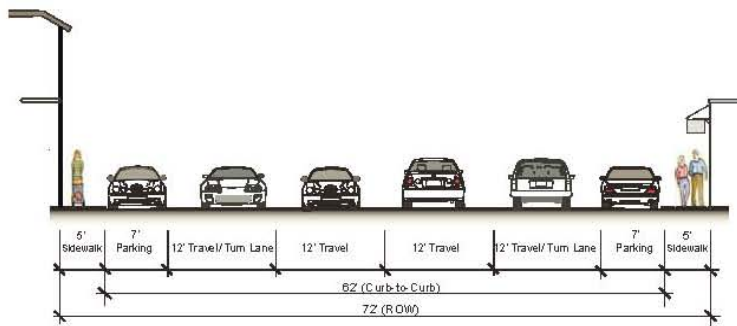 5'
Sidewalk
7'
Parking
12' Travel/Turn Lane
12' Travel
12' Travel
12' Travel/Turn Lane
7'
Parking
5'
Sidewalk
62' (Curb-to-Curb)
72' (ROW)